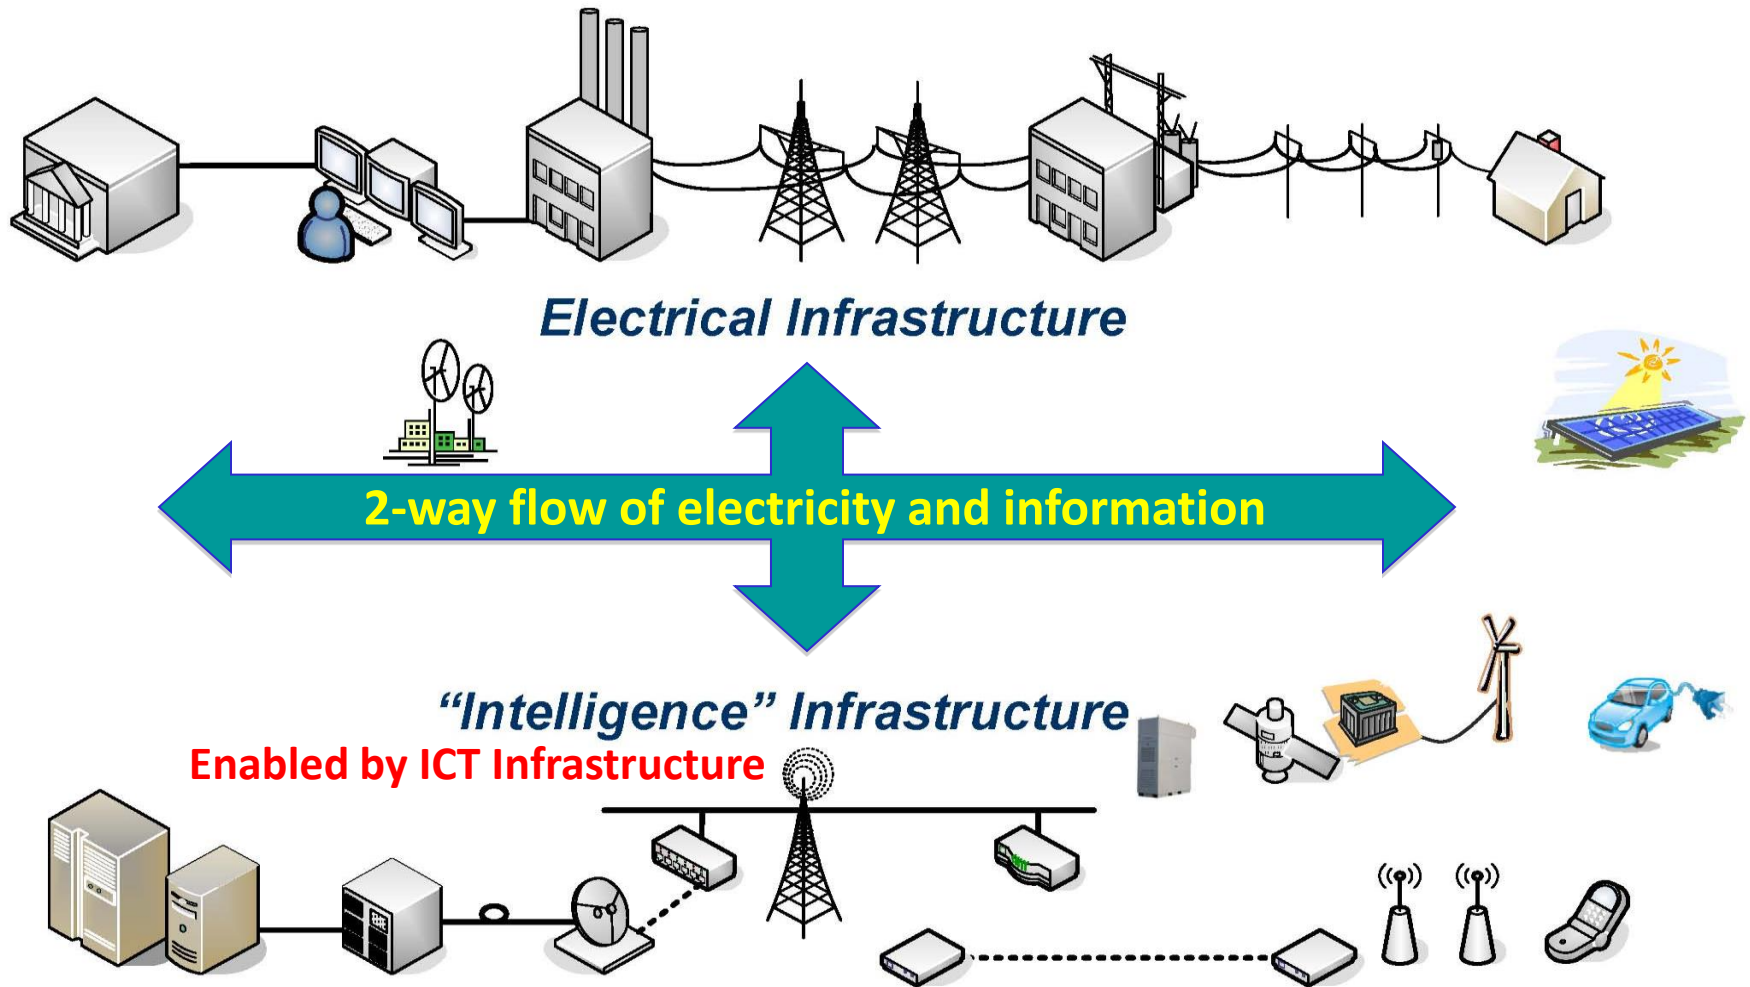 Electrical Infrastructure
2-way flow of electricity and information
“Intelligence” Infrastructure
Enabled by ICT Infrastructure